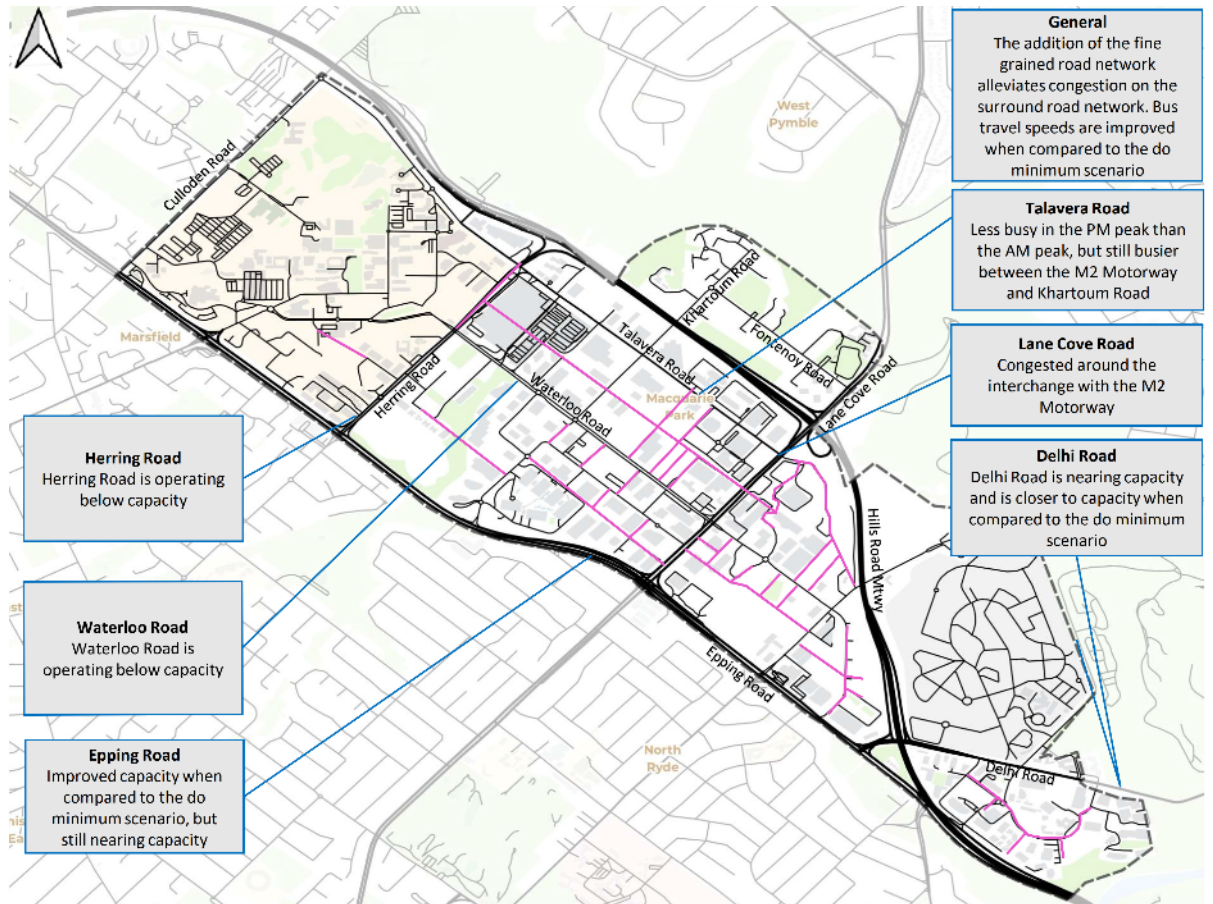 General
The addition of the fine
grained road network
alleviates congestion on the
surround road network. Bus
travel speeds are improved
when compared to the do
minimum scenario
West
Pymble
Culloden Road
Talavera Road
Less busy in the PM peak than
the AM peak, but still busier
between the M2 Motorway
and Khartoum Road
Khartoum Road
Fontenoy Road
Marsfield
Talavera Road
Lane Cove Road
Lane Cove Road
Congested around the
interchange with the M2
Motorway
Herring Road
Waterloo Road
Macquarie
Park
Herring Road
Herring Road is operating
below capacity
Delhi Road
Delhi Road is nearing capacity
and is closer to capacity when
compared to the do minimum
scenario
Hills Road Mtwy
Waterloo Road
Waterloo Road is
operating below capacity
Epping Road
North
Ryde
Delhi Road
Epping Road
Improved capacity when
compared to the do
minimum scenario, but
still nearing capacity